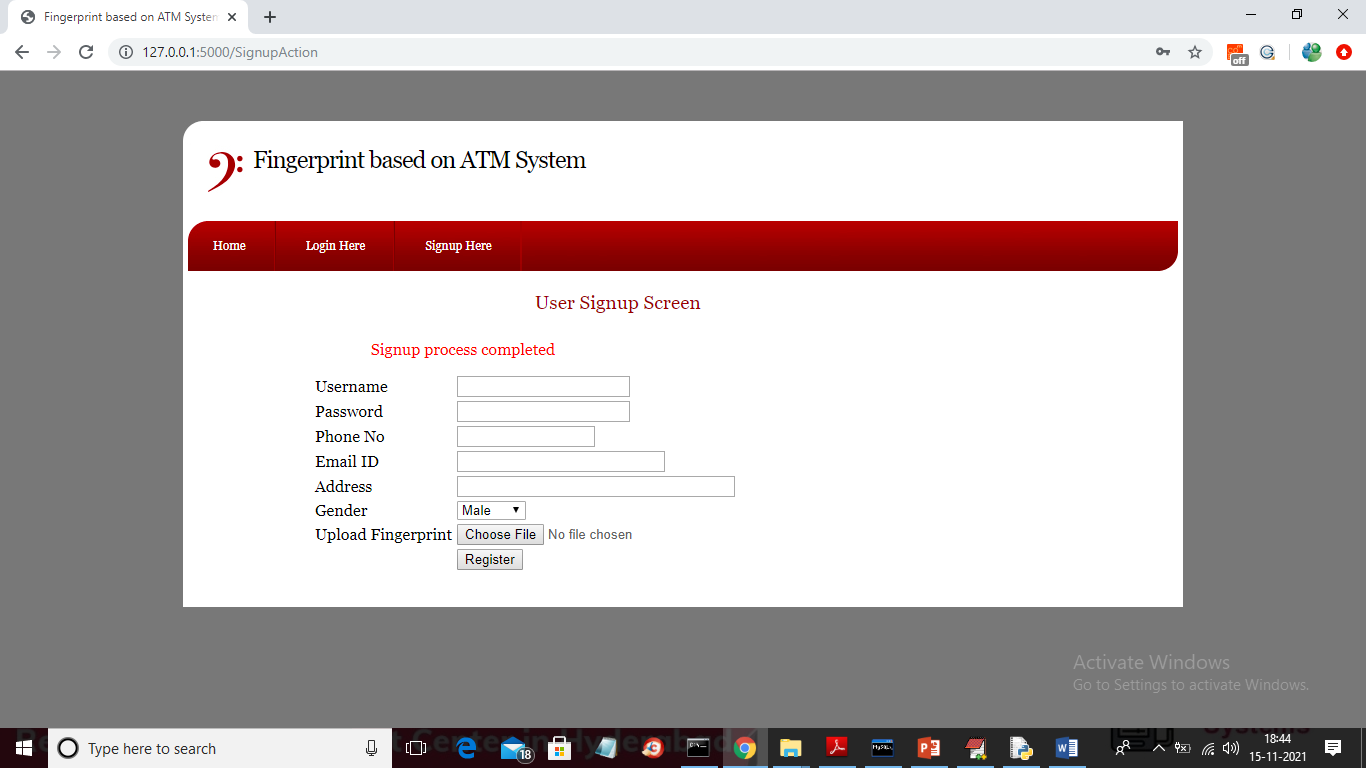 Fingerprint based on ATM System
127.0.0.1:5000/SignupAction
off
Fingerprint based on ATM System
Home Login Here Signup Here
User Signup Screen
Signup process completed
Username
Password
Phone No
Email ID
Address
Gender Male
Upload Fingerprint Choose File No file chosen
Register
Activate Windows
Go to Settings to activate Windows.
Type here to search
18
18:44
15-11-2021